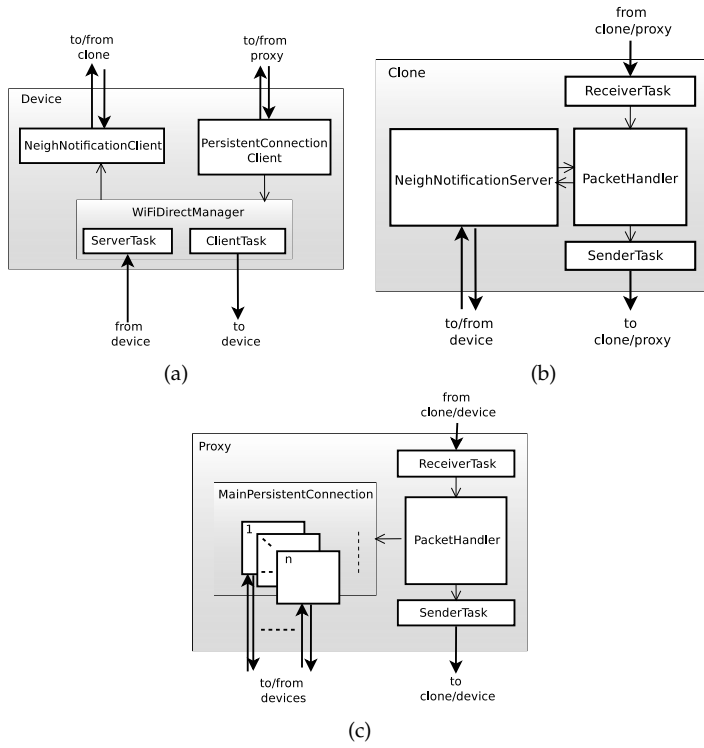 to/from
clone
to/from
proxy
Device
NeighNotificationClient
PersistentConnection
Client
WiFiDirectManager
ServerTask
ClientTask
from
device
to
device
(a)
from
clone/proxy
Clone
ReceiverTask
NeighNotificationServer
PacketHandler
SenderTask
to/from
device
to
clone/proxy
(b)
from
clone/device
Proxy
ReceiverTask
MainPersistentConnection
1
n
PacketHandler
SenderTask
to/from
devices
to
clone/device
(c)